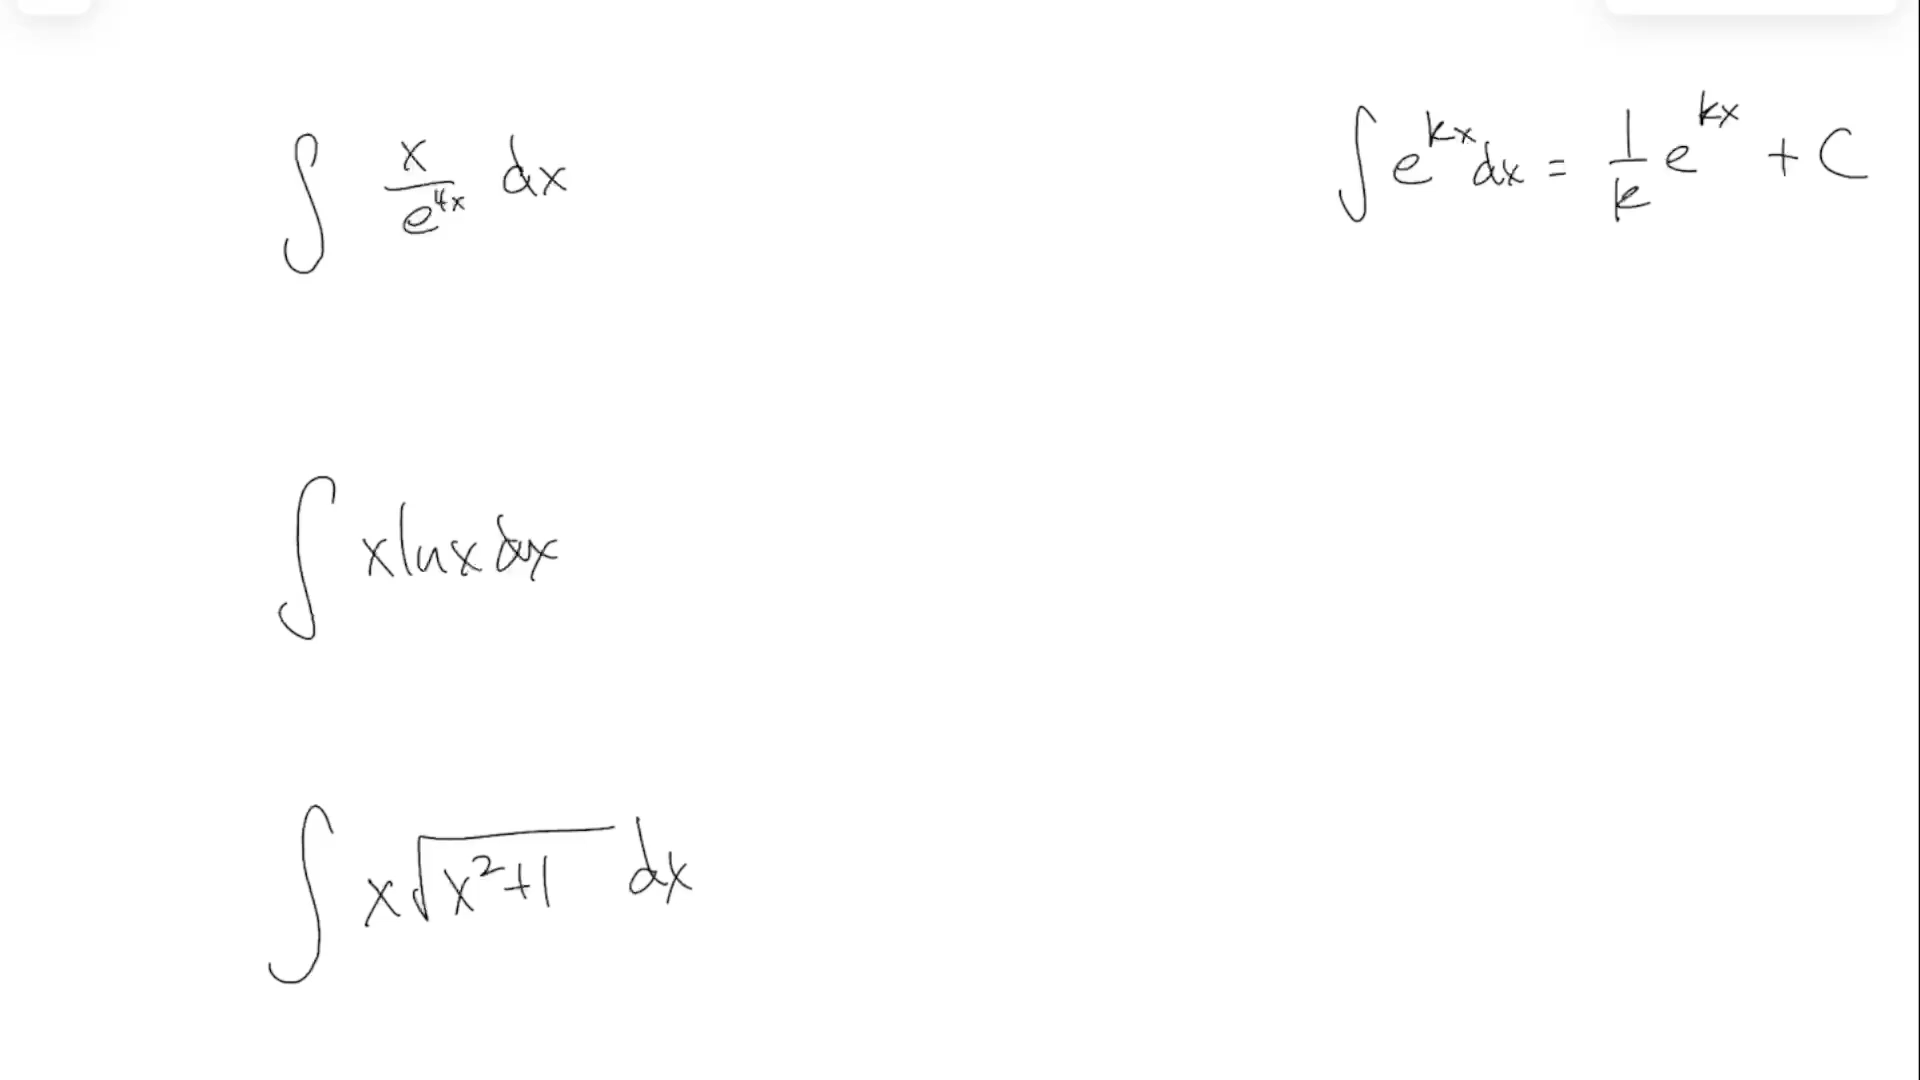 ∫ x/e^{4x} dx
∫ e^{kx} dx = 1/k e^{kx} + C
∫ x ln x dx
∫ x√(x²+1) dx